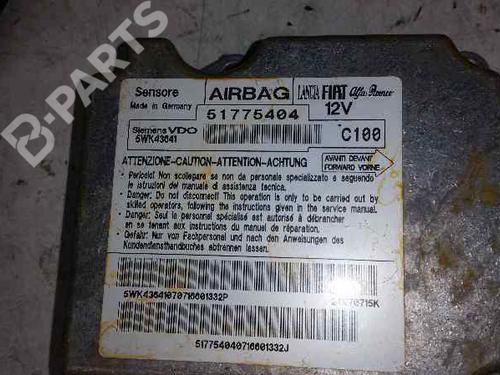 B-PARTS
Sensore AIRBAG LANCIA FIAT Alfa Romeo
Made in Germany 51775404 12V
Siemens VDO
5WK43641 C100
ATTENZIONE-CAUTION-ATTENTION-ACHTUNG
AVANTI DEVANT
FORWARD VORNE
• Pericolo! Non scollegare se non da personale specializzato e seguendo
le istruzioni del manuale di assistenza tecnica.
• Danger: Do not disconnect! This operation is only to be carried out by
skilled operators, following the instructions given in the service manual.
• Danger: Seul le personnel spécialisé est autorisé à débrancher
en se tenant aux instructions du manuel de réparation.
• Gefahr: Nur von Fachpersonal und nach den Anweisungen des
Kundendiensthandbuches abtrennen lassen.
5WK43641070716601332P
517754040716601332J